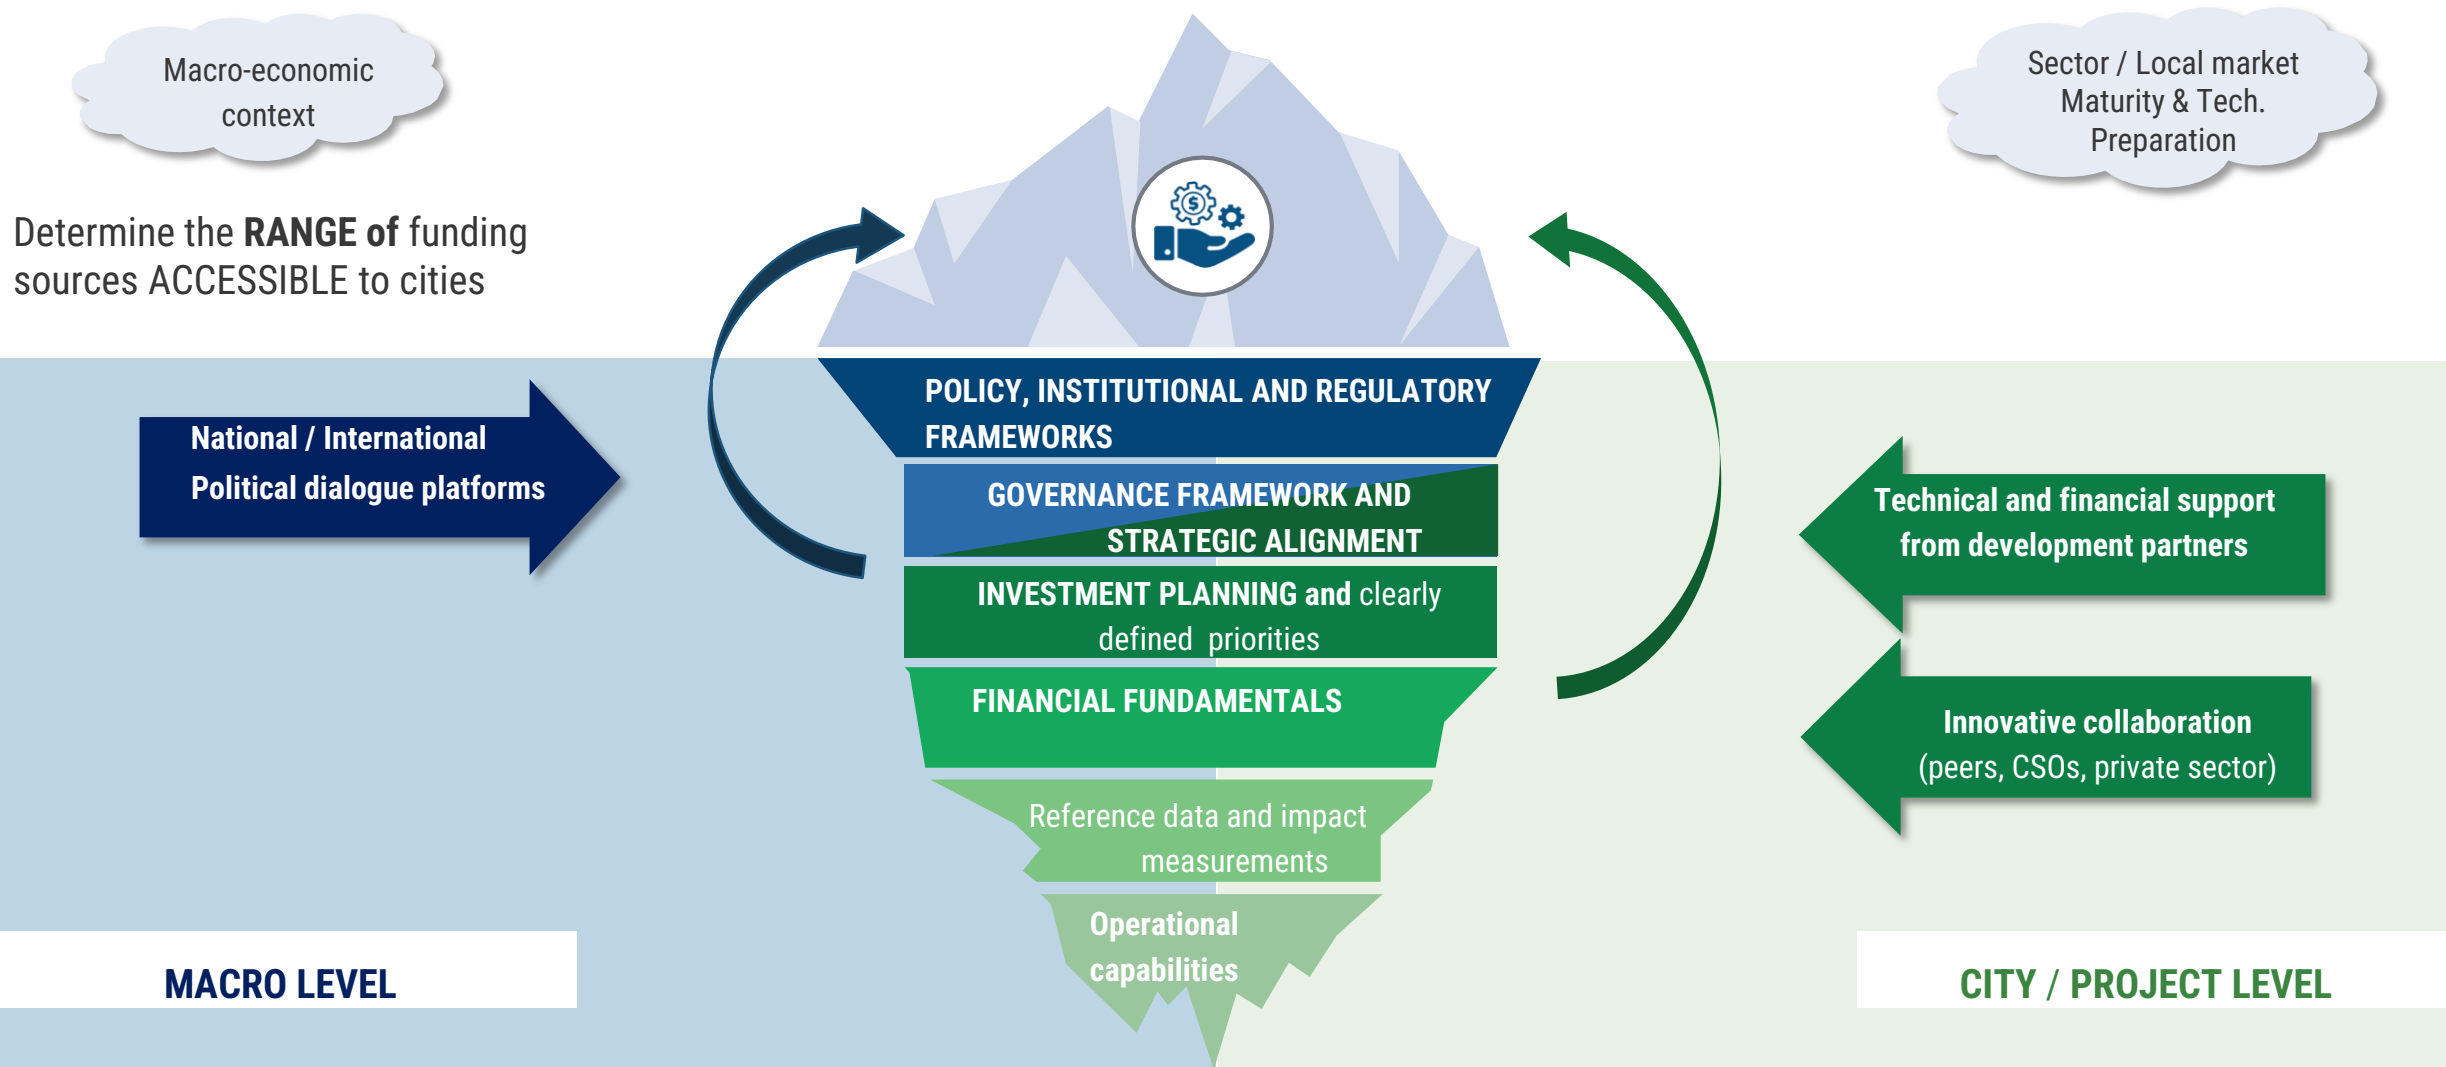 Macro-economic
context
Sector / Local market
Maturity & Tech.
Preparation
Determine the RANGE of funding
sources ACCESSIBLE to cities
$
National / International
Political dialogue platforms
POLICY, INSTITUTIONAL AND REGULATORY
FRAMEWORKS
GOVERNANCE FRAMEWORK AND
STRATEGIC ALIGNMENT
INVESTMENT PLANNING and clearly
defined priorities
FINANCIAL FUNDAMENTALS
Reference data and impact
measurements
Operational
capabilities
Technical and financial support
from development partners
Innovative collaboration
(peers, CSOs, private sector)
MACRO LEVEL
CITY / PROJECT LEVEL